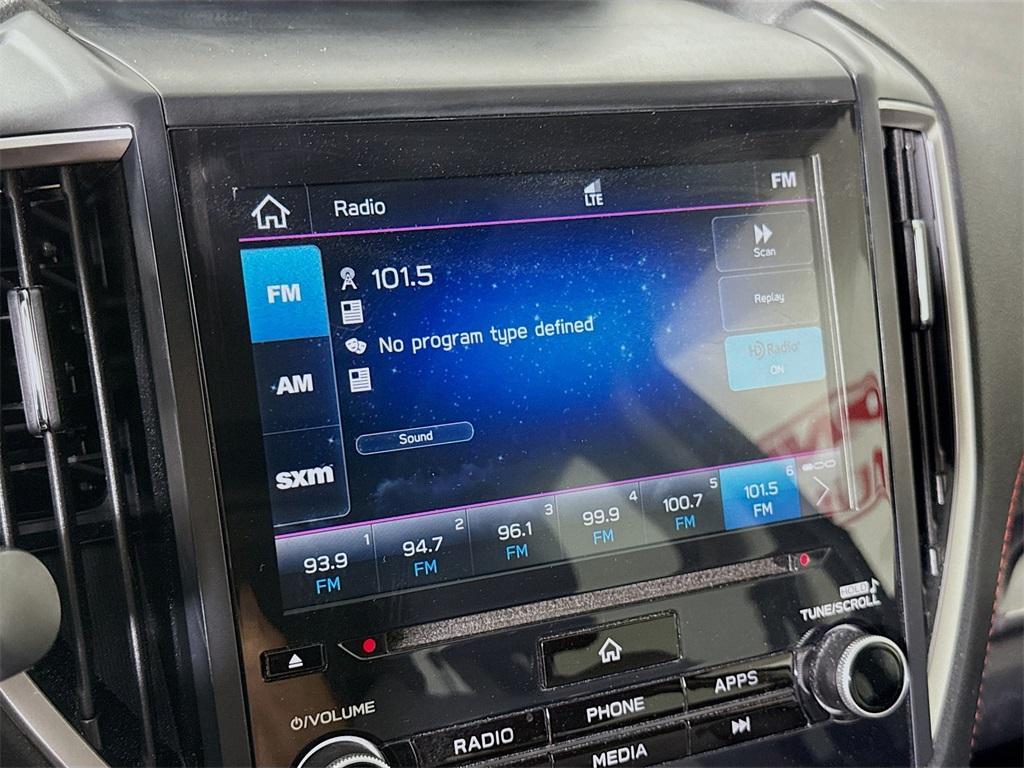 Radio
LTE
FM
FM
101.5
Scan
Replay
No program type defined
HD Radio
ON
AM
Sound
sxm
1
93.9
FM
2
94.7
FM
3
96.1
FM
4
99.9
FM
5
100.7
FM
6
101.5
FM
HOLD
TUNE/SCROLL
/VOLUME
RADIO
PHONE
APPS
MEDIA